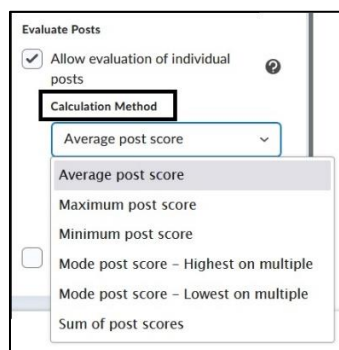 Evaluate Posts
Allow evaluation of individual
posts
Calculation Method
Average post score
Average post score
Maximum post score
Minimum post score
Mode post score – Highest on multiple
Mode post score – Lowest on multiple
Sum of post scores